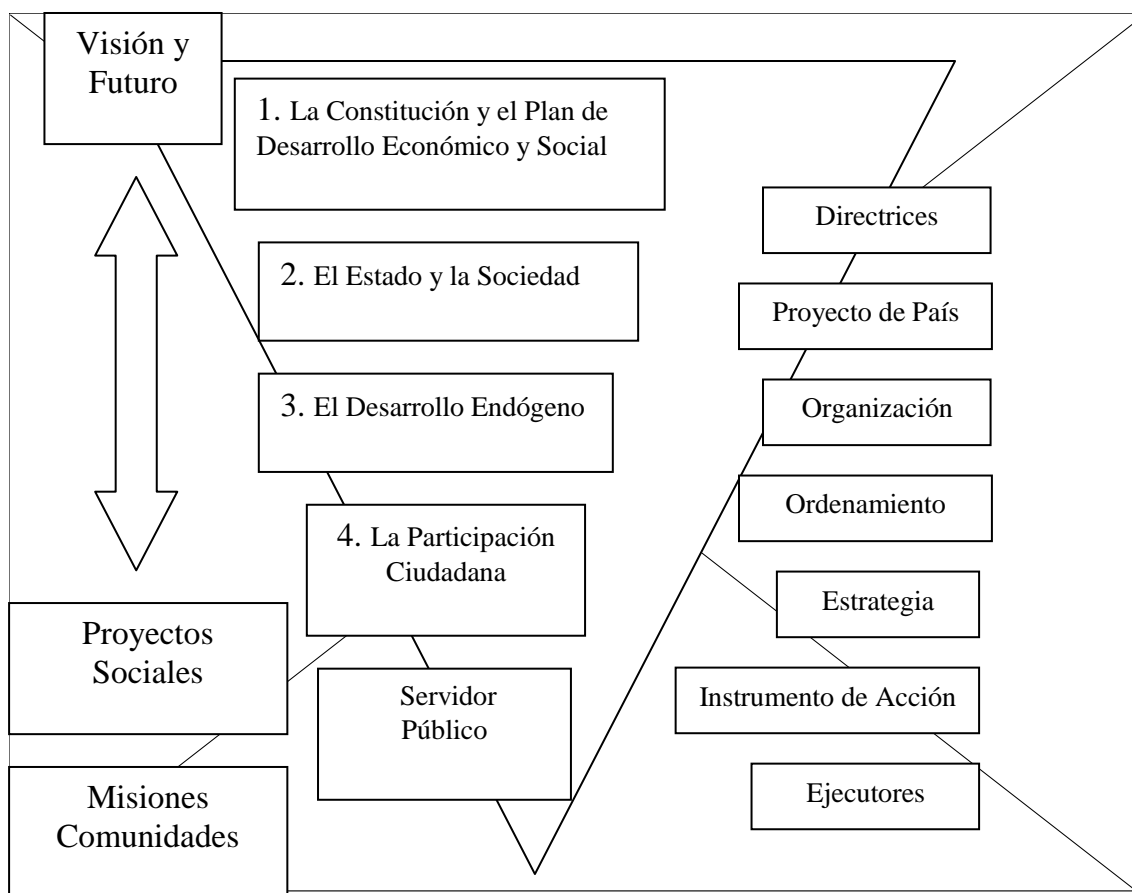 Visión y
Futuro
1. La Constitución y el Plan de
Desarrollo Económico y Social
2. El Estado y la Sociedad
3. El Desarrollo Endógeno
4. La Participación
Ciudadana
Servidor
Público
Proyectos
Sociales
Misiones
Comunidades
Directrices
Proyecto de País
Organización
Ordenamiento
Estrategia
Instrumento de Acción
Ejecutores